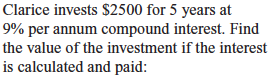 Clarice invests $2500 for 5 years at
9% per annum compound interest. Find
the value of the investment if the interest
is calculated and paid: